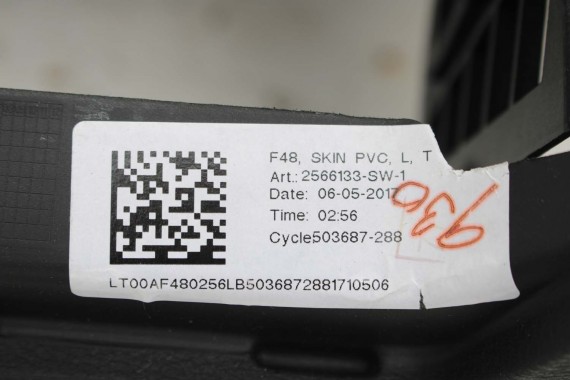 F48, SKIN PVC, L, T
Art.: 2566133-SW-1
Date: 06-05-2017
Time: 02:56
Cycle503687-288
930
LT00AF480256LB5036872881710506